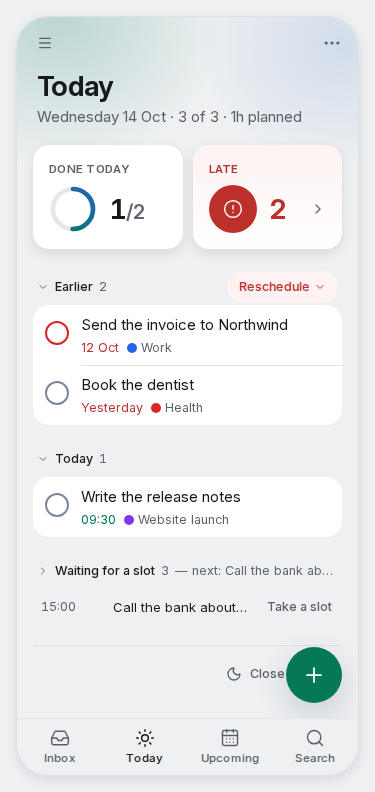 Today
Wednesday 14 Oct · 3 of 3 · 1h planned
DONE TODAY
1/2
LATE
2
Earlier 2
Reschedule
Send the invoice to Northwind
12 Oct Work
Book the dentist
Yesterday Health
Today 1
Write the release notes
09:30 Website launch
Waiting for a slot 3 — next: Call the bank ab…
15:00 Call the bank about… Take a slot
Close
Inbox Today Upcoming Search